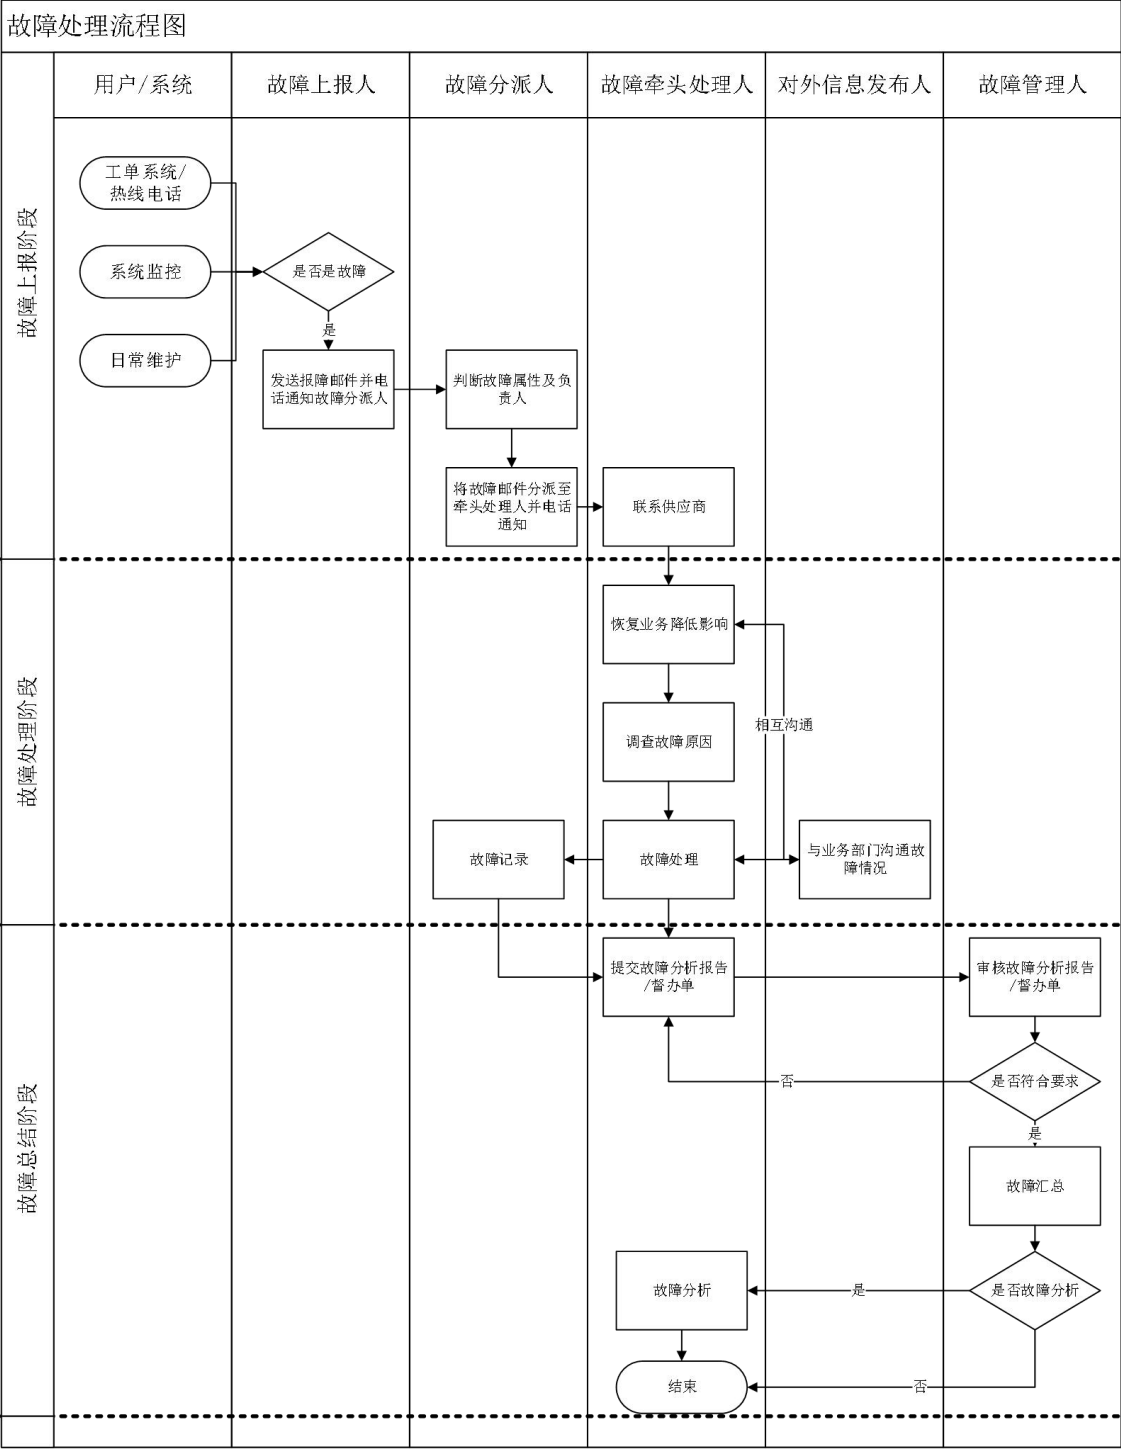 故障处理流程图
用户/系统
故障上报人
故障分派人
故障牵头处理人
对外信息发布人
故障管理人
故障上报阶段
工单系统/
热线电话
系统监控
是否是故障
是
日常维护
发送报障邮件并电
话通知故障分派人
判断故障属性及负
责人
将故障邮件分派至
牵头处理人并电话
通知
联系供应商
故障处理阶段
恢复业务降低影响
相互沟通
调查故障原因
故障记录
故障处理
与业务部门沟通故
障情况
故障总结阶段
提交故障分析报告
/督办单
审核故障分析报告
/督办单
否
是否符合要求
是
故障汇总
故障分析
是
是否故障分析
结束
否